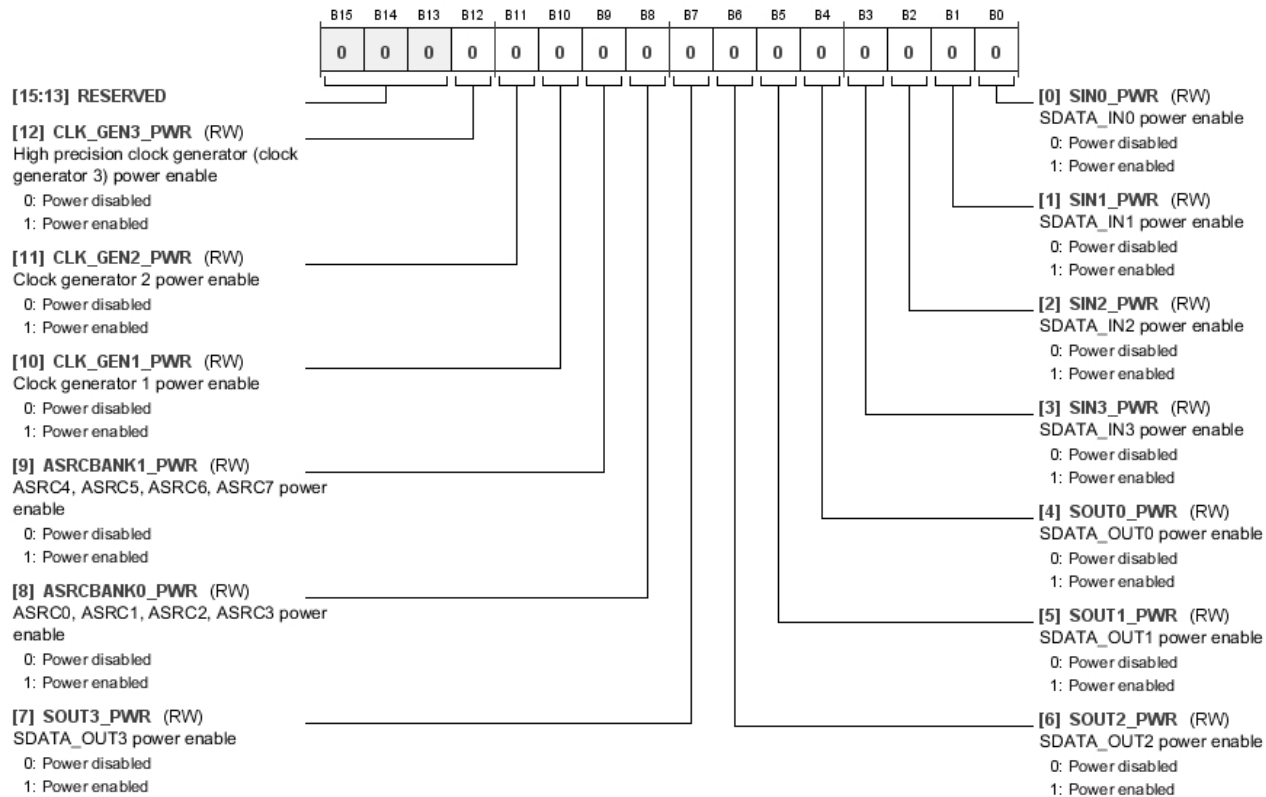 B15 B14 B13 B12 B11 B10 B9 B8 B7 B6 B5 B4 B3 B2 B1 B0
0 0 0 0 0 0 0 0 0 0 0 0 0 0 0 0
[15:13] RESERVED
[12] CLK_GEN3_PWR (RW)
High precision clock generator (clock
generator 3) power enable
0: Power disabled
1: Power enabled
[11] CLK_GEN2_PWR (RW)
Clock generator 2 power enable
0: Power disabled
1: Power enabled
[10] CLK_GEN1_PWR (RW)
Clock generator 1 power enable
0: Power disabled
1: Power enabled
[9] ASRCBANK1_PWR (RW)
ASRC4, ASRC5, ASRC6, ASRC7 power
enable
0: Power disabled
1: Power enabled
[8] ASRCBANK0_PWR (RW)
ASRC0, ASRC1, ASRC2, ASRC3 power
enable
0: Power disabled
1: Power enabled
[7] SOUT3_PWR (RW)
SDATA_OUT3 power enable
0: Power disabled
1: Power enabled
[0] SIN0_PWR (RW)
SDATA_IN0 power enable
0: Power disabled
1: Power enabled
[1] SIN1_PWR (RW)
SDATA_IN1 power enable
0: Power disabled
1: Power enabled
[2] SIN2_PWR (RW)
SDATA_IN2 power enable
0: Power disabled
1: Power enabled
[3] SIN3_PWR (RW)
SDATA_IN3 power enable
0: Power disabled
1: Power enabled
[4] SOUT0_PWR (RW)
SDATA_OUT0 power enable
0: Power disabled
1: Power enabled
[5] SOUT1_PWR (RW)
SDATA_OUT1 power enable
0: Power disabled
1: Power enabled
[6] SOUT2_PWR (RW)
SDATA_OUT2 power enable
0: Power disabled
1: Power enabled